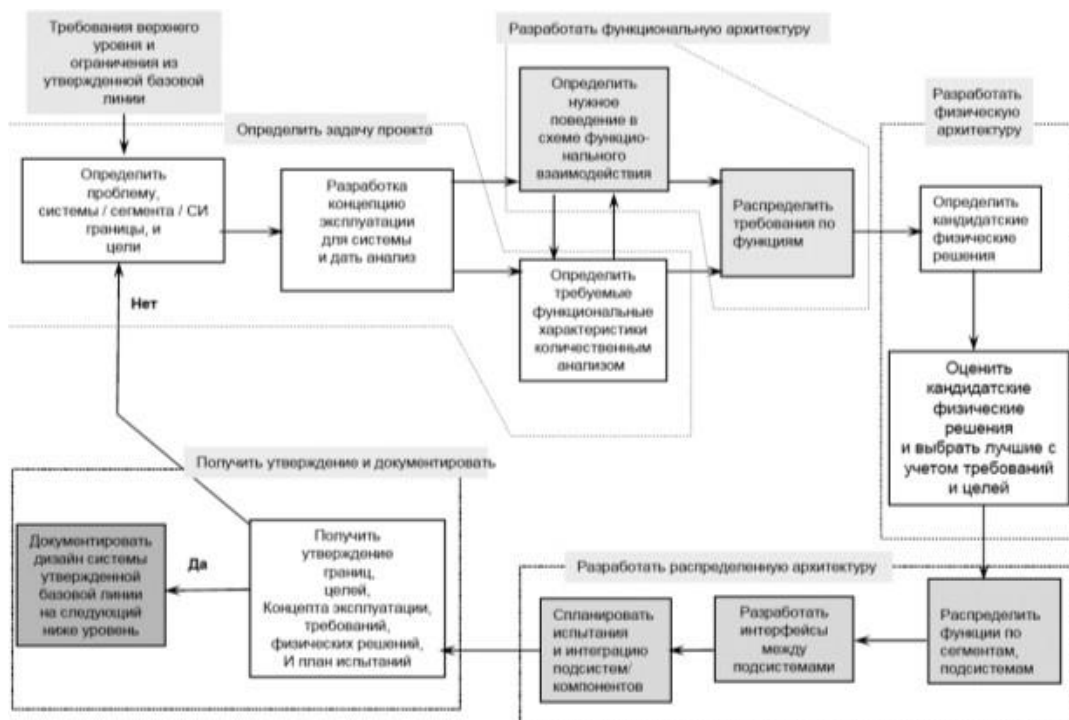 Требования верхнего
уровня и
ограничения из
утвержденной базовой
линии
Разработать функциональную архитектуру
Определить задачу проекта
Определить
проблему,
системы / сегмента / СИ
границы, и
цели
Разработка
концепцию
эксплуатации
для системы
и дать анализ
Определить
нужное
поведение в
схеме функцио-
нального
взаимодействия
Определить
требуемые
функциональные
характеристики
количественным
анализом
Распределить
требования по
функциям
Разработать
физическую
архитектуру
Определить
кандидатские
физические
решения
Оценить
кандидатские
физические
решения
и выбрать лучшие с
учетом требований
и целей
Нет
Получить утверждение и документировать
Документировать
дизайн системы
утвержденной
базовой линии
на следующий
ниже уровень
Да
Получить
утверждение
границ,
целей,
Концепта эксплуатации,
требований,
физических решений,
И план испытаний
Разработать распределенную архитектуру
Спланировать
испытания
и интеграцию
подсистем/
компонентов
Разработать
интерфейсы
между
подсистемами
Распределить
функции по
сегментам,
подсистемам